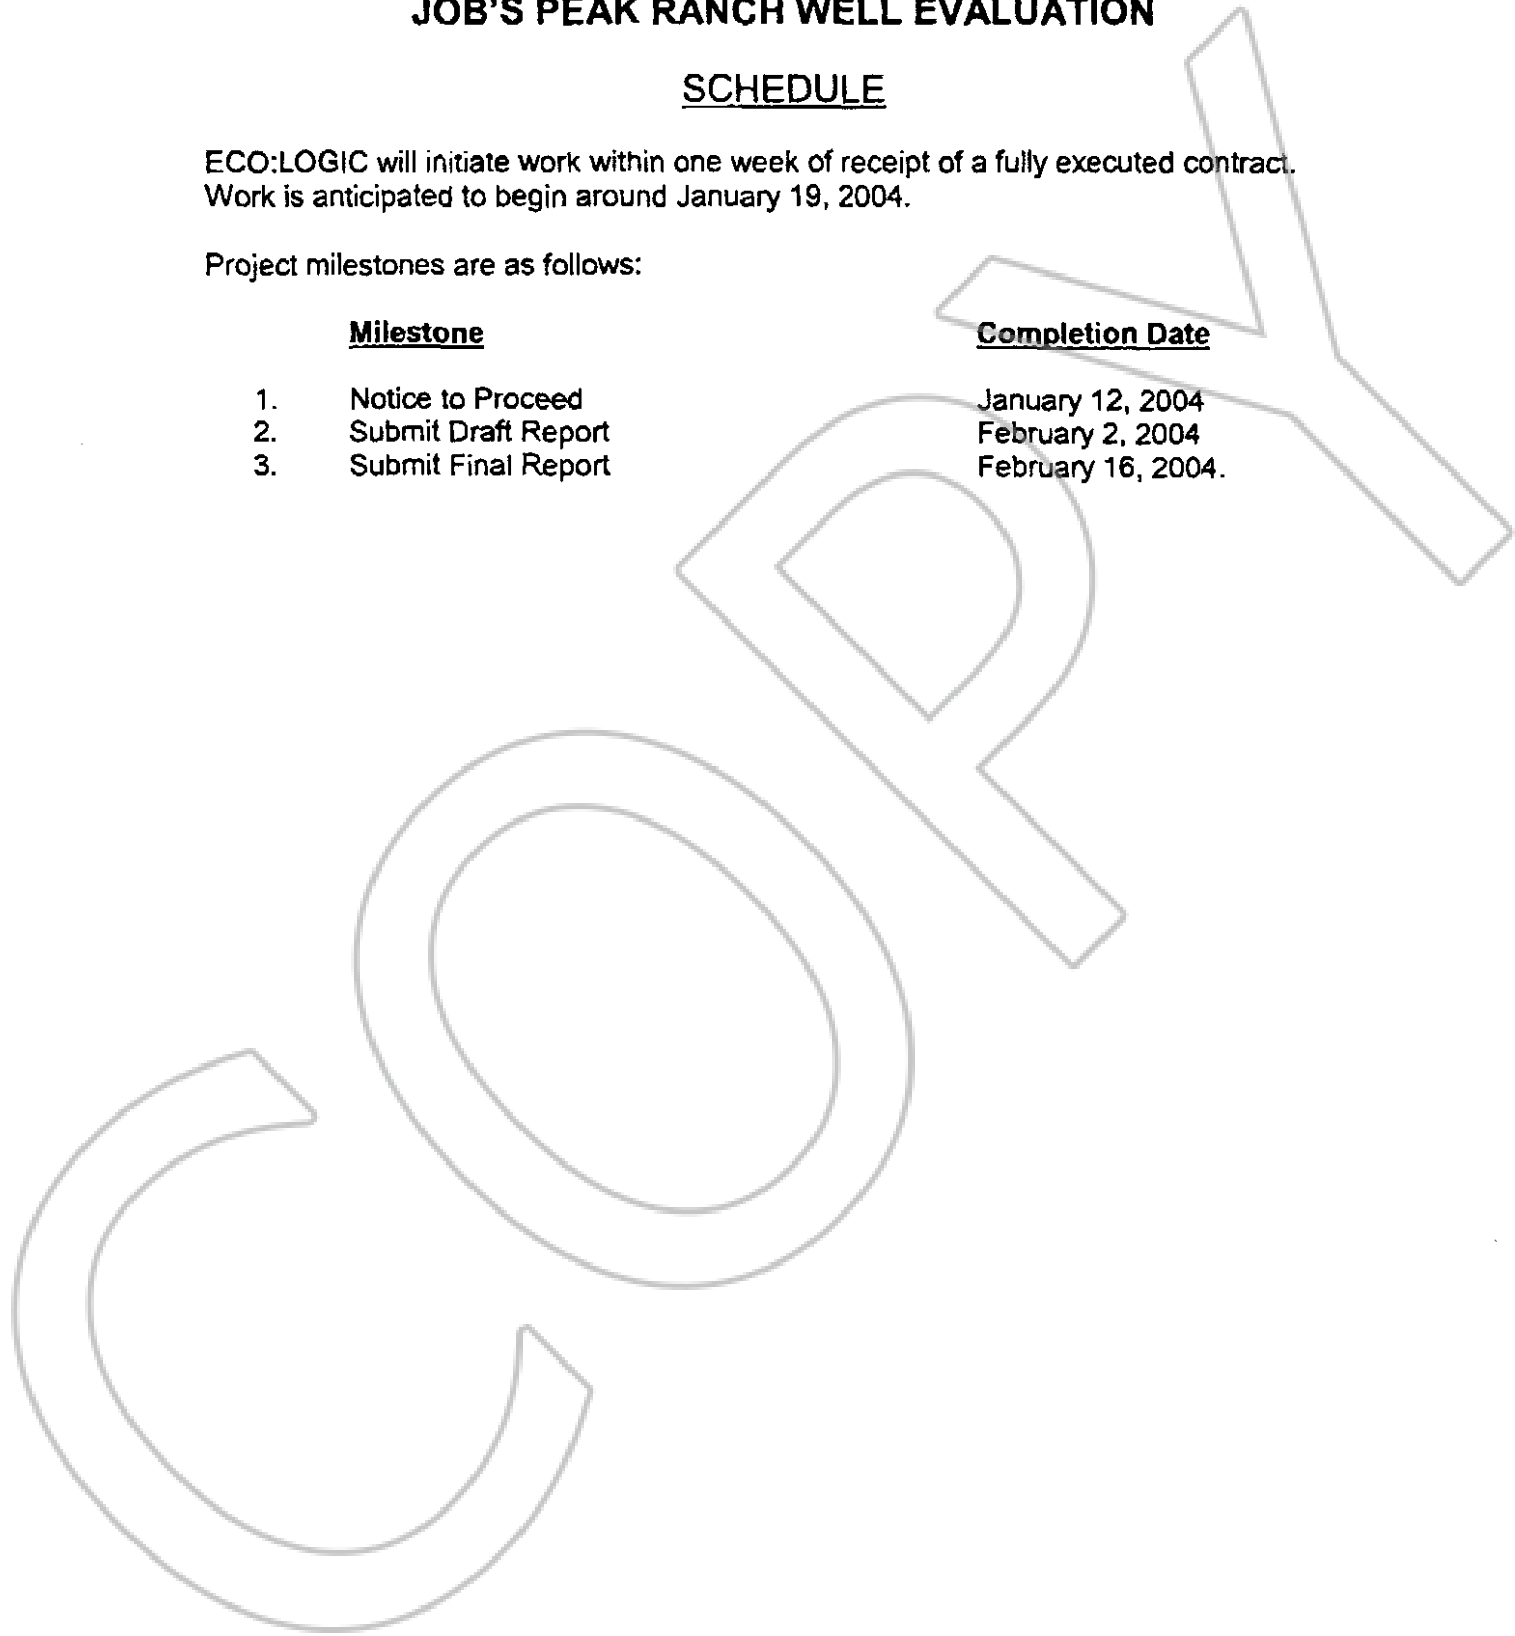 JOB'S PEAK RANCH WELL EVALUATION
SCHEDULE
ECO:LOGIC will initiate work within one week of receipt of a fully executed contract.
Work is anticipated to begin around January 19, 2004.
Project milestones are as follows:
Milestone Completion Date
1. Notice to Proceed January 12, 2004
2. Submit Draft Report February 2, 2004
3. Submit Final Report February 16, 2004.
COPY